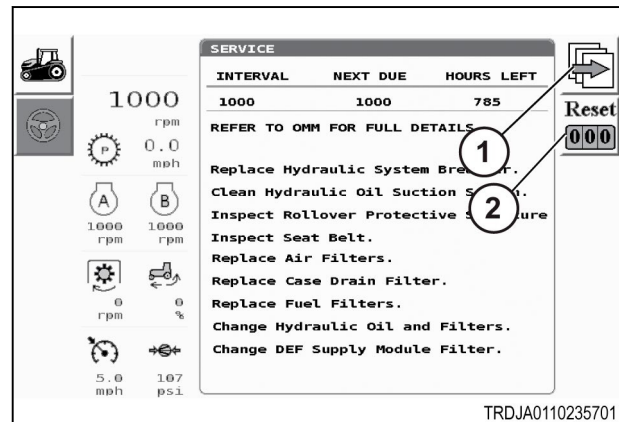 1000
rpm
P
0.0
mph
A B
1000 1000
rpm rpm
0 0
rpm %
5.0 107
mph psi
SERVICE
INTERVAL NEXT DUE HOURS LEFT
1000 1000 785
REFER TO OMM FOR FULL DETAILS
Replace Hydraulic System
Clean Hydraulic Oil Suction
Inspect Rollover Protective
Inspect Seat Belt.
Replace Air Filters.
Replace Case Drain Filter.
Replace Fuel Filters.
Change Hydraulic Oil and Filters.
Change DEF Supply Module Filter.
1
Reset
000
2
TRDJA0110235701